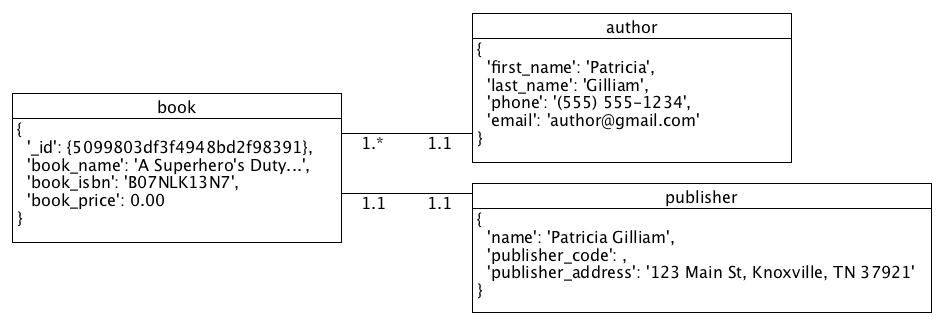 author
{
'first_name': 'Patricia',
'last_name': 'Gilliam',
'phone': '(555) 555-1234',
'email': 'author@gmail.com'
}
book
{
'_id': {5099803df3f4948bd2f98391},
'book_name': 'A Superhero's Duty...',
'book_isbn': 'B07NLK13N7',
'book_price': 0.00
}
1.* 1.1
1.1 1.1
publisher
{
'name': 'Patricia Gilliam',
'publisher_code': ,
'publisher_address': '123 Main St, Knoxville, TN 37921'
}